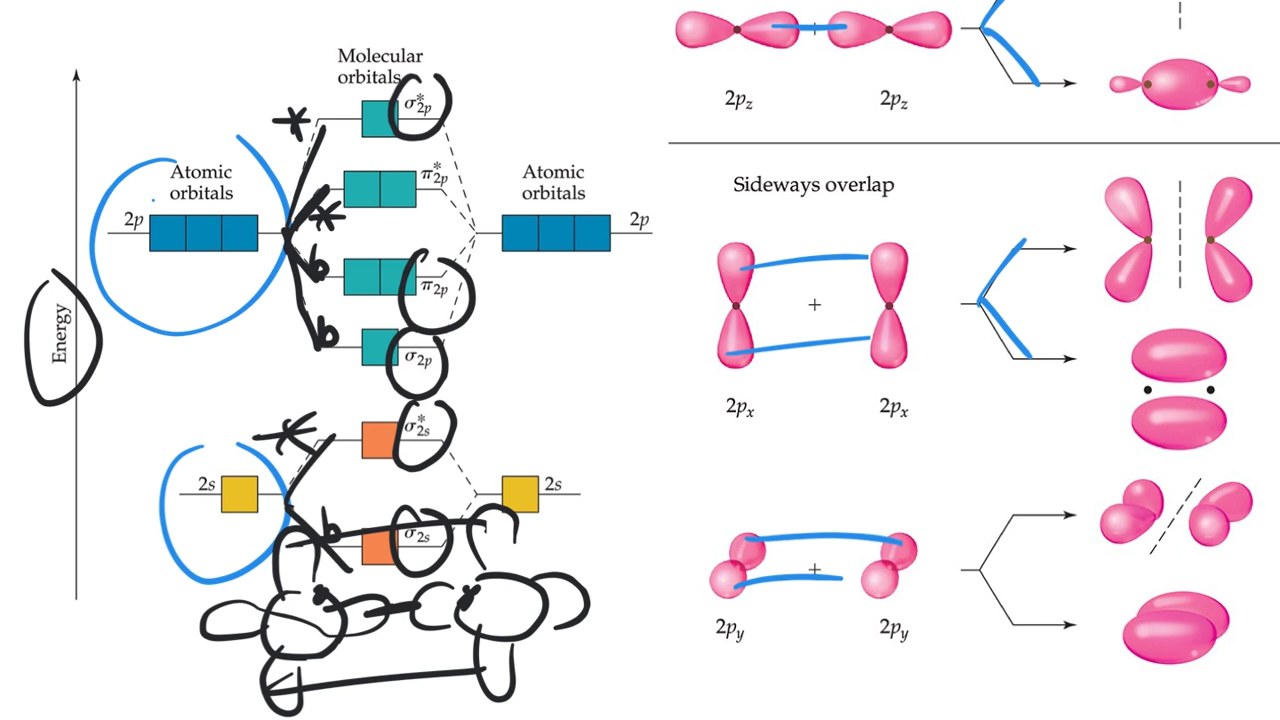 Molecular
orbitals
σ*2p
Atomic
orbitals
2p
π*2p
Atomic
orbitals
2p
b
π2p
b
σ2p
Energy
σ*2s
2s
2s
b
σ2s
+
2pz
2pz
Sideways overlap
+
2px
2px
+
2py
2py